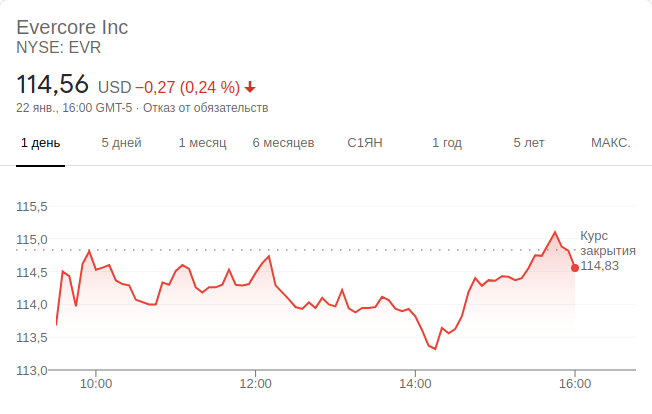 Evercore Inc
NYSE: EVR
114,56 USD −0,27 (0,24 %)
22 янв., 16:00 GMT-5 · Отказ от обязательств
1 день 5 дней 1 месяц 6 месяцев С1ЯН 1 год 5 лет МАКС.
115,5
115,0
Курс
закрытия
114,83
114,5
114,0
113,5
113,0
10:00 12:00 14:00 16:00